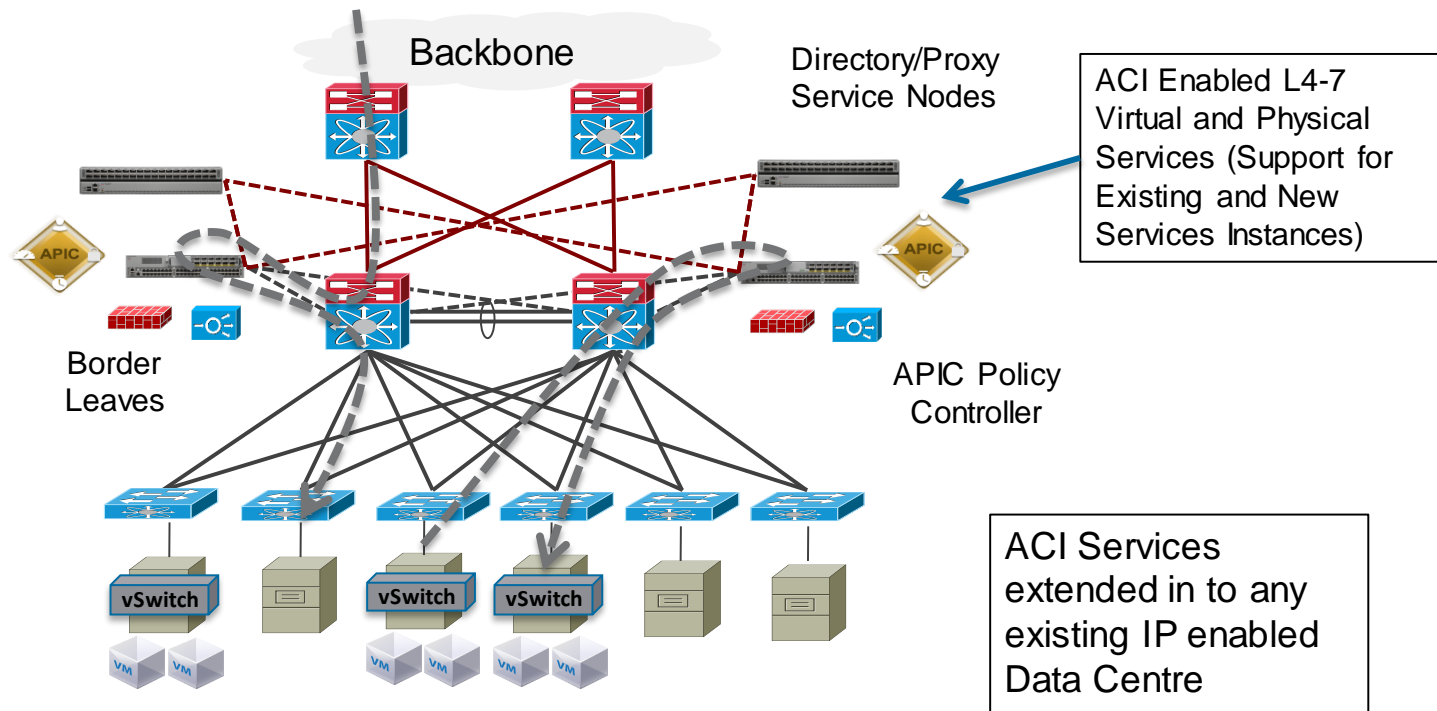 Backbone
Directory/Proxy
Service Nodes
ACI Enabled L4-7
Virtual and Physical
Services (Support for
Existing and New
Services Instances)
APIC
APIC
Border
Leaves
APIC Policy
Controller
vSwitch
vSwitch
vSwitch
VM
VM
VM
VM
VM
VM
ACI Services
extended in to any
existing IP enabled
Data Centre